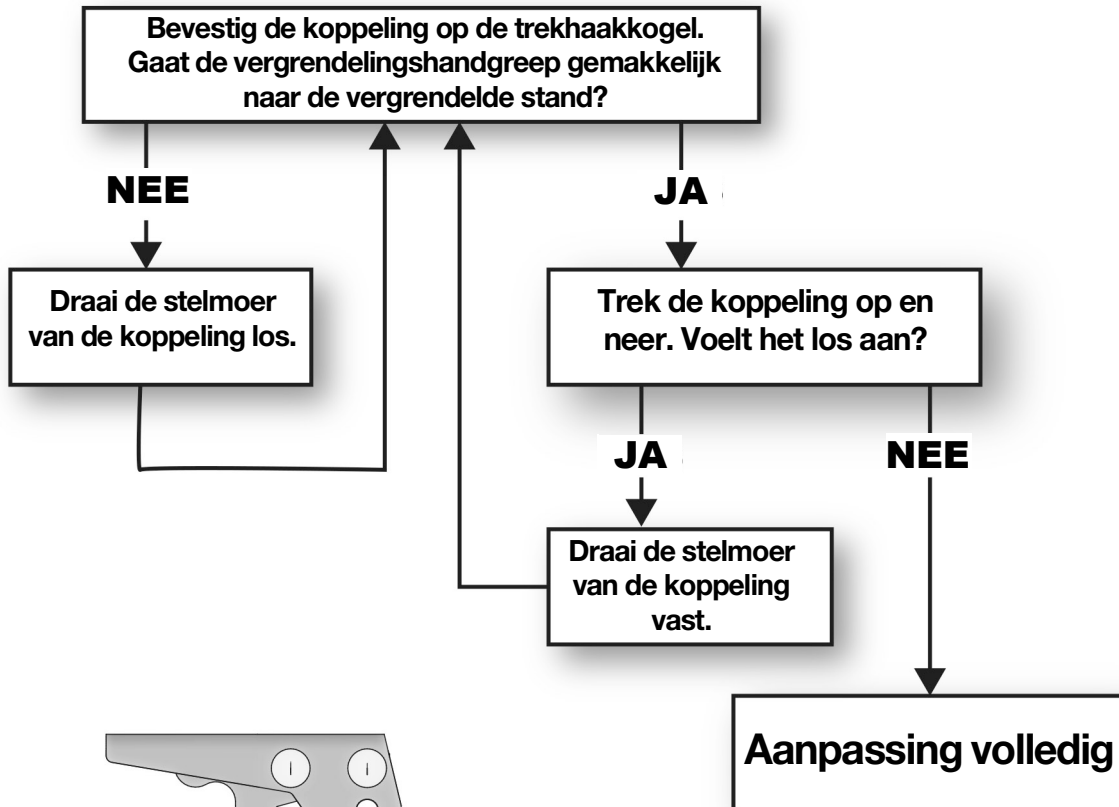 Bevestig de koppeling op de trekhaakkogel.
Gaat de vergrendelingshandgreep gemakkelijk
naar de vergrendelde stand?
NEE
JA
Draai de stelmoer
van de koppeling los.
Trek de koppeling op en
neer. Voelt het los aan?
JA
NEE
Draai de stelmoer
van de koppeling
vast.
Aanpassing volledig